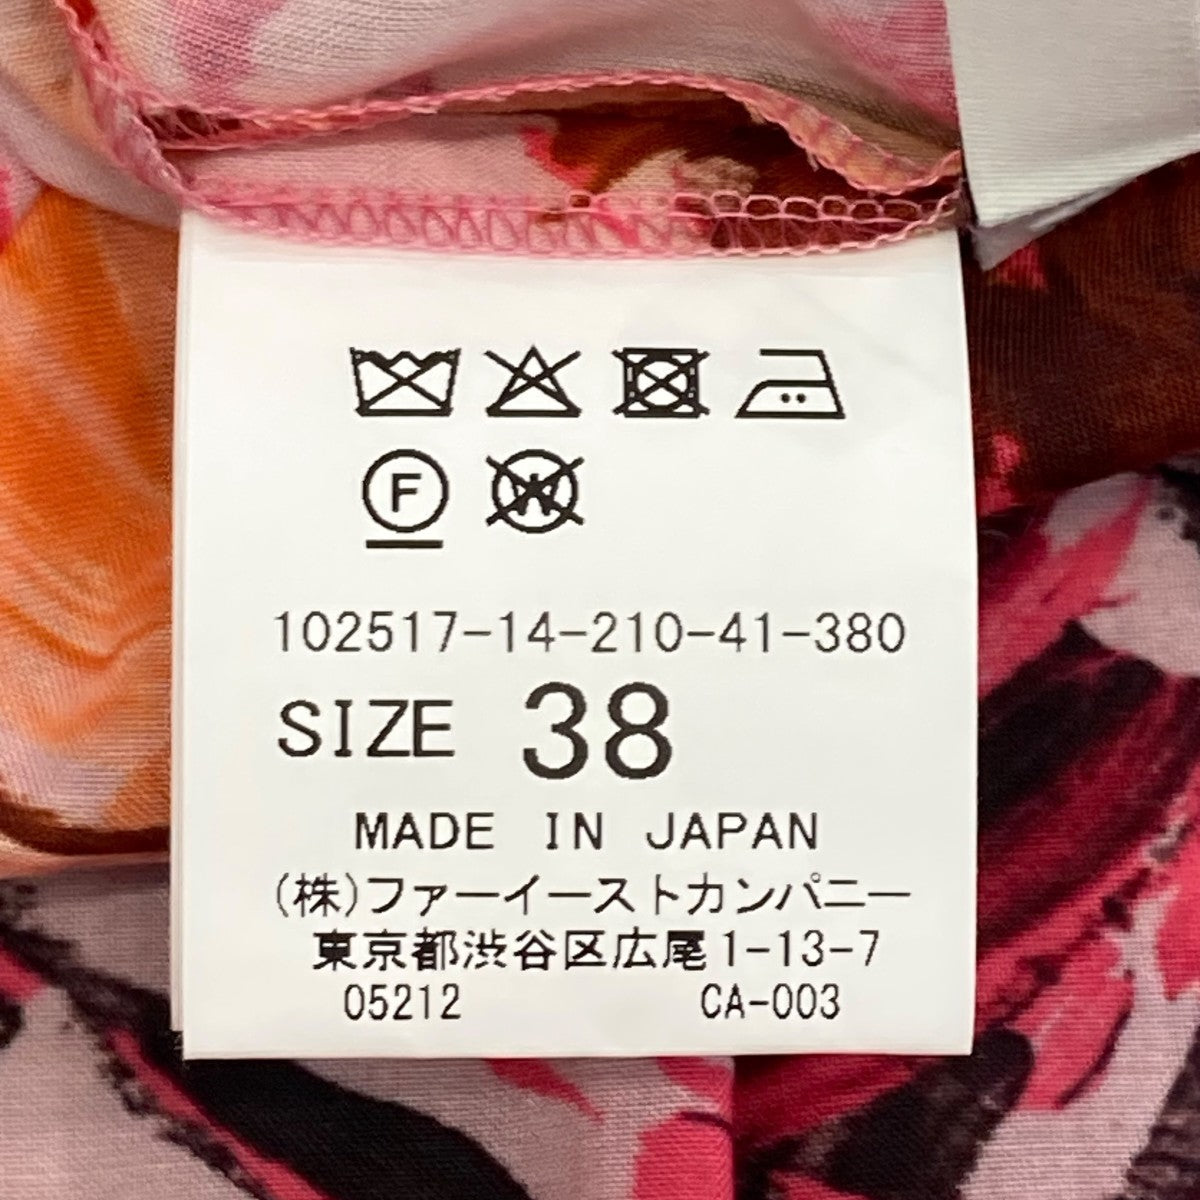 F W
102517-14-210-41-380
SIZE 38
MADE IN JAPAN
(株)ファーイーストカンパニー
東京都渋谷区広尾1-13-7
05212 CA-003